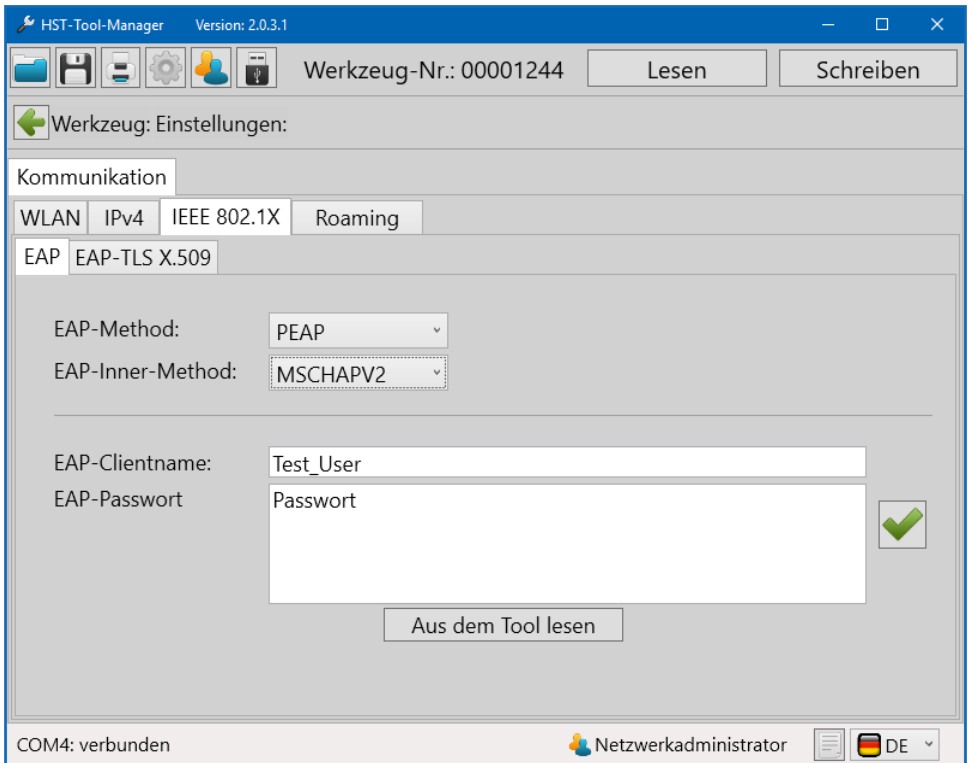 HST-Tool-Manager Version: 2.0.3.1
Werkzeug-Nr.: 00001244 Lesen Schreiben
Werkzeug: Einstellungen:
Kommunikation
WLAN IPv4 IEEE 802.1X Roaming
EAP EAP-TLS X.509
EAP-Method: PEAP
EAP-Inner-Method: MSCHAPV2
EAP-Clientname: Test_User
EAP-Passwort Passwort
Aus dem Tool lesen
COM4: verbunden Netzwerkadministrator DE